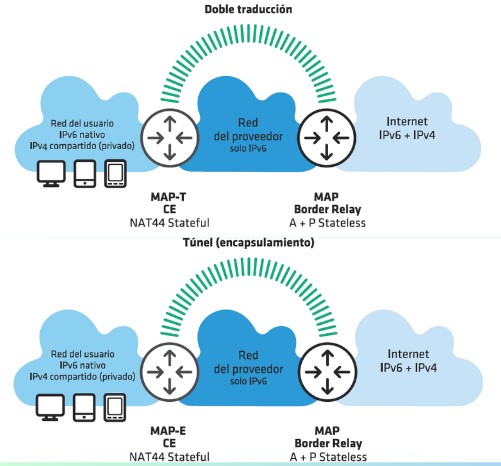 Doble traducción
Red del usuario
IPv6 nativo
IPv4 compartido (privado)
Red
del proveedor
solo IPv6
Internet
IPv6 + IPv4
MAP-T
CE
NAT44 Stateful
MAP
Border Relay
A + P Stateless
Túnel (encapsulamiento)
Red del usuario
IPv6 nativo
IPv4 compartido (privado)
Red
del proveedor
solo IPv6
Internet
IPv6 + IPv4
MAP-E
CE
NAT44 Stateful
MAP
Border Relay
A + P Stateless